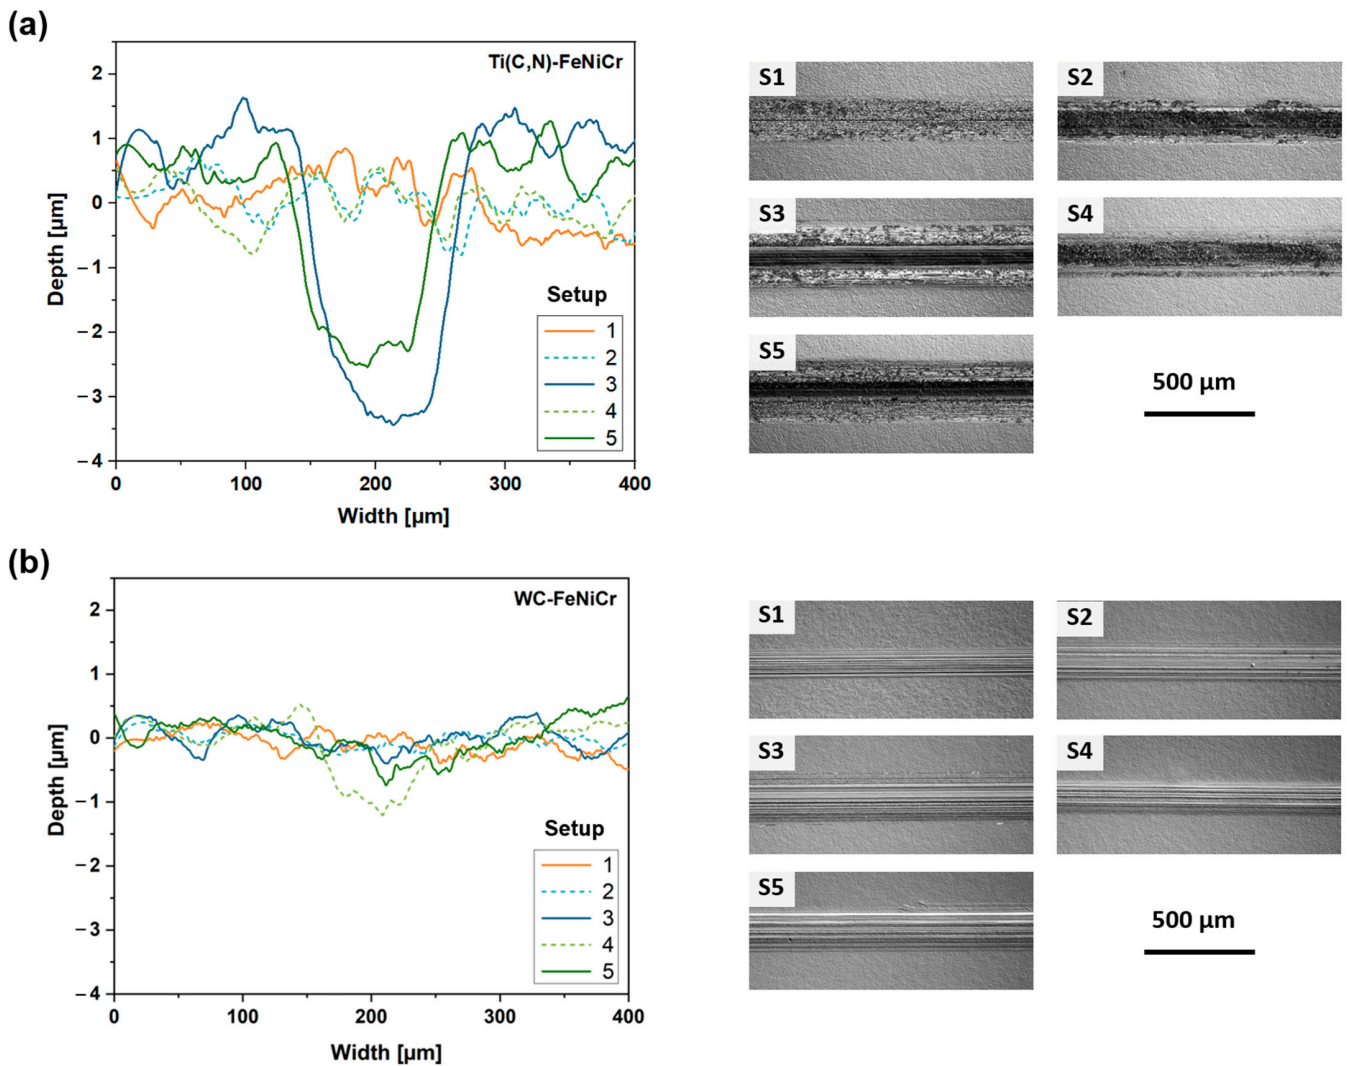 (a)
Ti(C,N)-FeNiCr
2
1
0
−1
−2
−3
−4
Depth [µm]
0 100 200 300 400
Width [µm]
Setup
1
2
3
4
5
S1 S2
S3 S4
S5
500 µm
(b)
WC-FeNiCr
2
1
0
−1
−2
−3
−4
Depth [µm]
0 100 200 300 400
Width [µm]
Setup
1
2
3
4
5
S1 S2
S3 S4
S5
500 µm